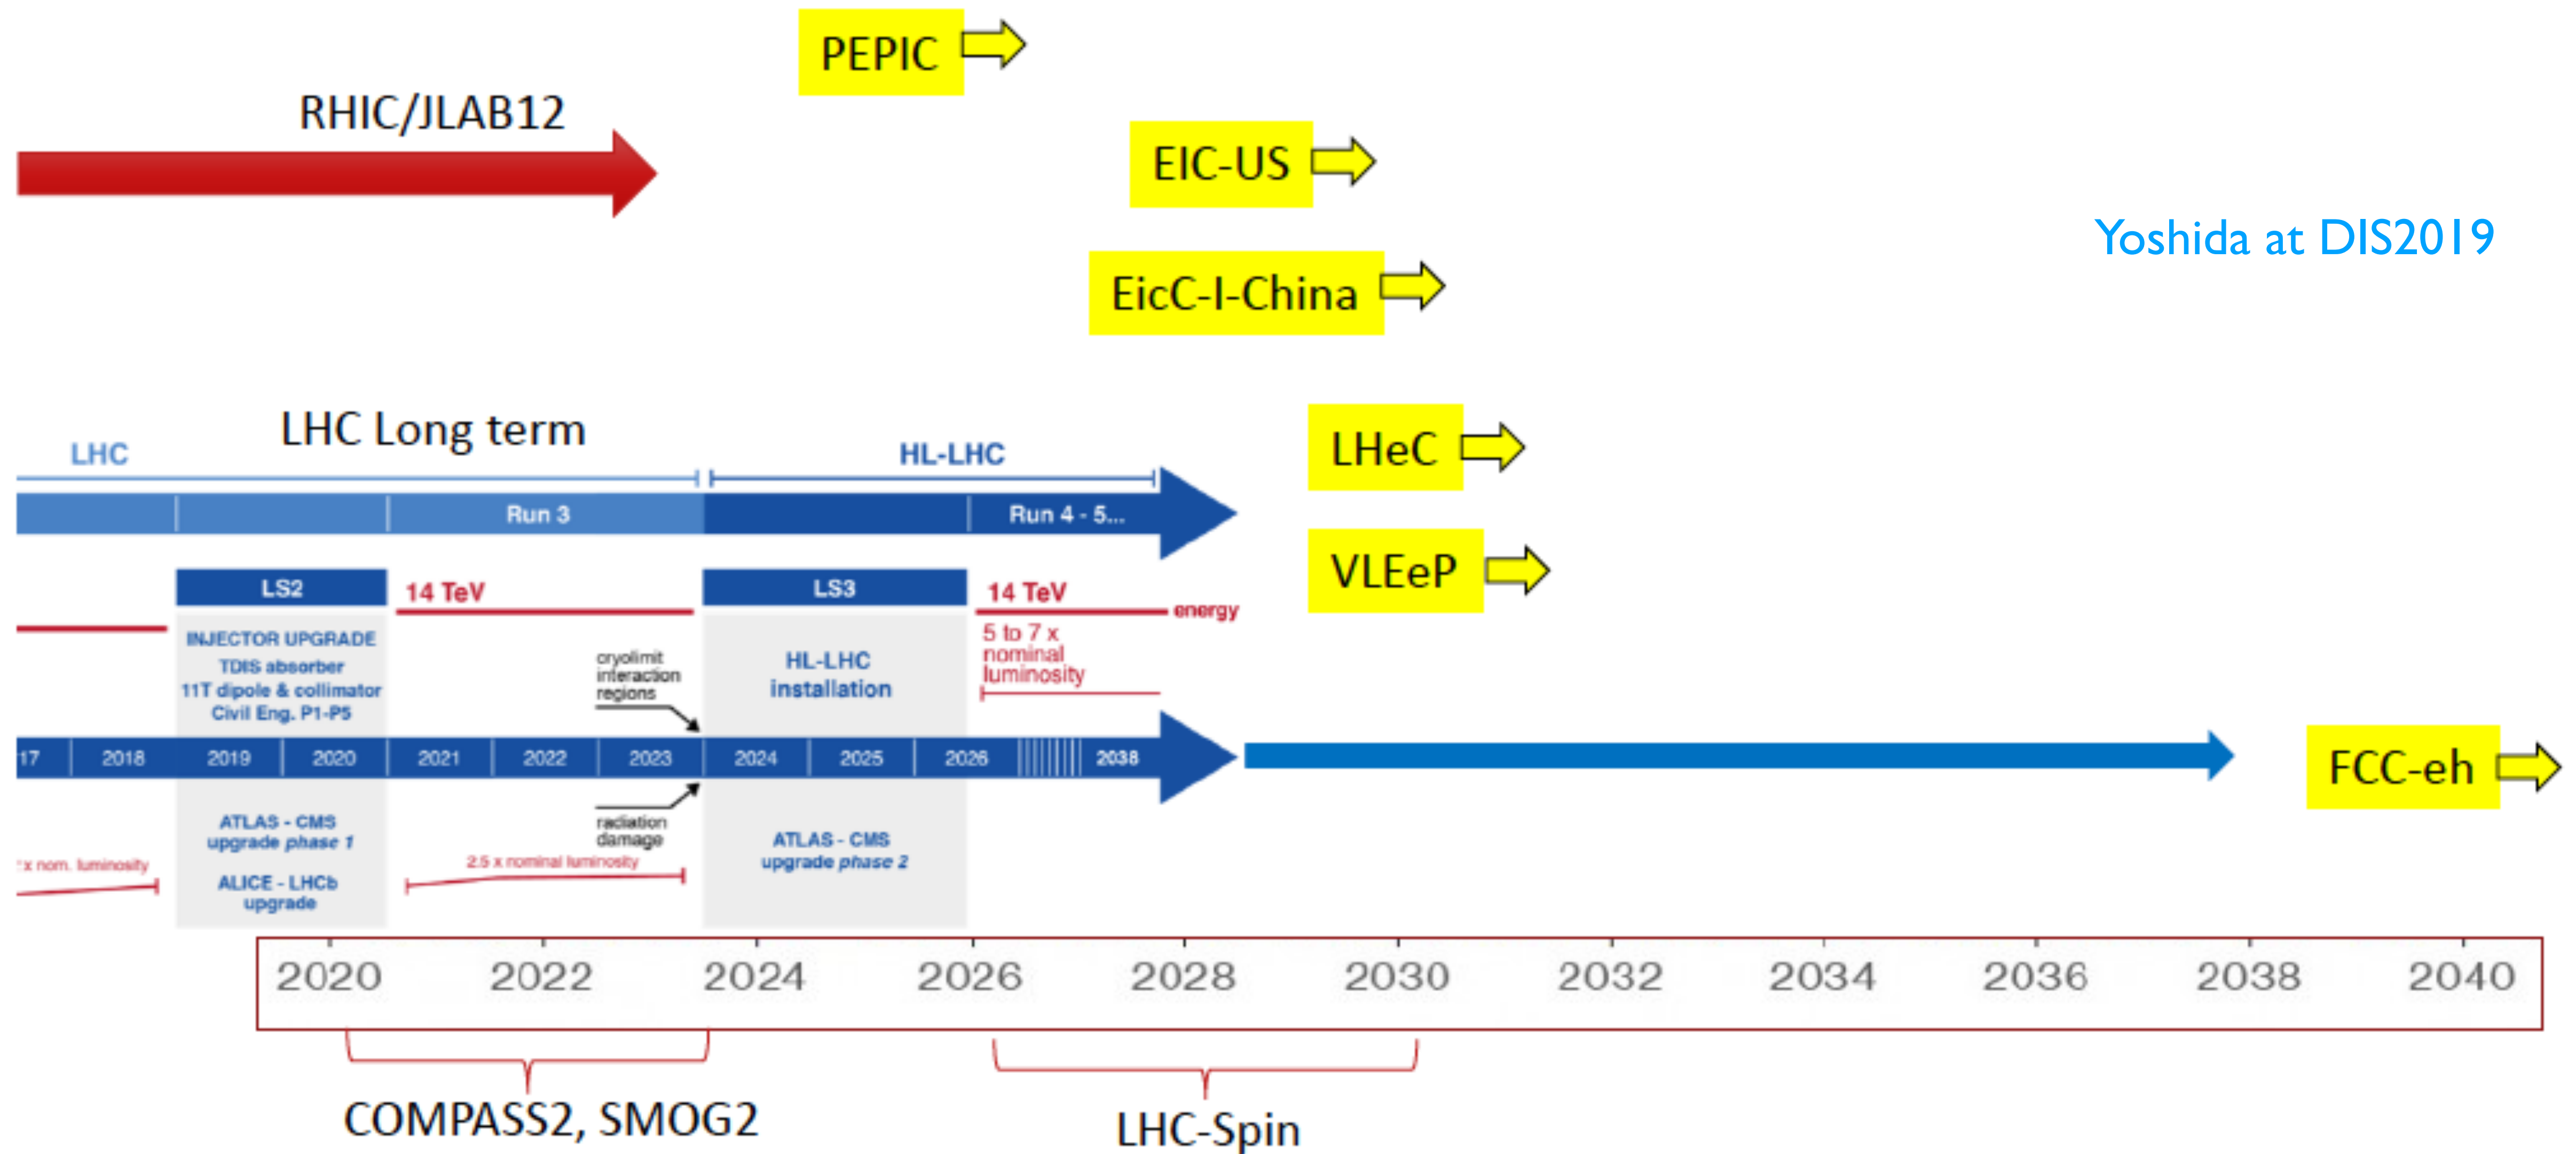 PEPIC
RHIC/JLAB12
EIC-US
Yoshida at DIS2019
EicC-I-China
LHC Long term
LHC
HL-LHC
LHeC
Run 3
Run 4 - 5...
VLEeP
LS2
14 TeV
LS3
14 TeV
energy
INJECTOR UPGRADE
TDIS absorber
11T dipole & collimator
Civil Eng. P1-P5
cryolimit
interaction
regions
HL-LHC
installation
5 to 7 x
nominal
luminosity
17 2018 2019 2020 2021 2022 2023 2024 2025 2026 2038
FCC-eh
ATLAS - CMS
upgrade phase 1
radiation
damage
ATLAS - CMS
upgrade phase 2
x nom. luminosity
2.5 x nominal luminosity
ALICE - LHCb
upgrade
2020 2022 2024 2026 2028 2030 2032 2034 2036 2038 2040
COMPASS2, SMOG2
LHC-Spin